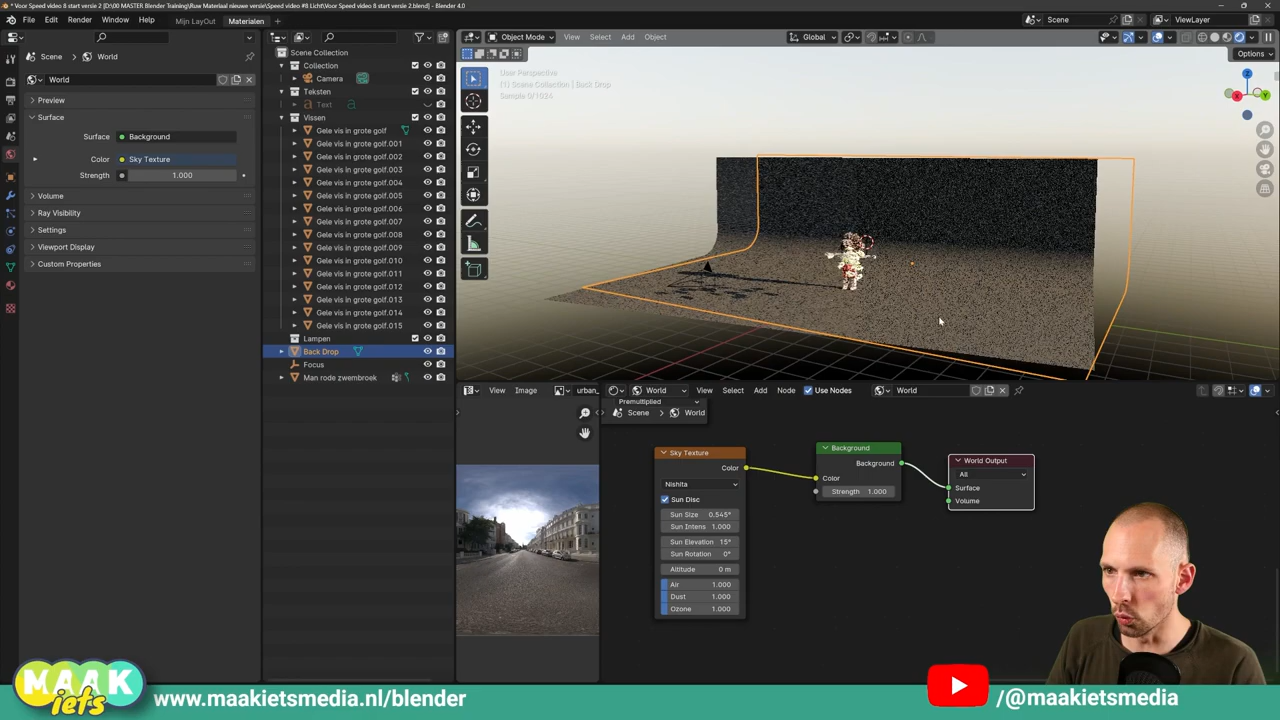 Voor Speed video 8 start versie 2 [D:\00 MASTER Blender Training\Ruw Materiaal nieuwe versie\Speed video #8 Licht\Voor Speed video 8 start versie 2.blend] - Blender 4.0
File Edit Render Window Help Mijn LayOut Materialen
Scene ViewLayer
Object Mode View Select Add Object Global
Options
Scene World
World
Preview
Surface
Surface Background
Color Sky Texture
Strength 1.000
Volume
Ray Visibility
Settings
Viewport Display
Custom Properties
Scene Collection
Collection
Camera
Teksten
Text
Vissen
Gele vis in grote golf
Gele vis in grote golf.001
Gele vis in grote golf.002
Gele vis in grote golf.003
Gele vis in grote golf.004
Gele vis in grote golf.005
Gele vis in grote golf.006
Gele vis in grote golf.007
Gele vis in grote golf.008
Gele vis in grote golf.009
Gele vis in grote golf.010
Gele vis in grote golf.011
Gele vis in grote golf.012
Gele vis in grote golf.013
Gele vis in grote golf.014
Gele vis in grote golf.015
Lampen
Back Drop
Focus
Man rode zwembroek
User Perspective
(1) Scene Collection | Back Drop
Sample 0/1024
View Image urban_
World View Select Add Node Use Nodes World
Premultiplied
Scene World
Sky Texture
Color
Nishita
Sun Disc
Sun Size 0.545°
Sun Intens 1.000
Sun Elevation 15°
Sun Rotation 0°
Altitude 0 m
Air 1.000
Dust 1.000
Ozone 1.000
Background
Background
Color
Strength 1.000
World Output
All
Surface
Volume
MAAK
iets
www.maakietsmedia.nl/blender
/@maakietsmedia